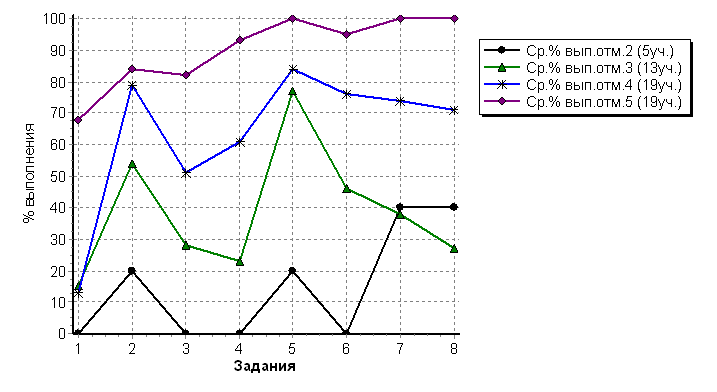 100
90
80
70
60
50
40
30
20
10
0
% выполнения
1 2 3 4 5 6 7 8
Задания
Ср.% вып.отм.2 (5уч.)
Ср.% вып.отм.3 (13уч.)
Ср.% вып.отм.4 (19уч.)
Ср.% вып.отм.5 (19уч.)